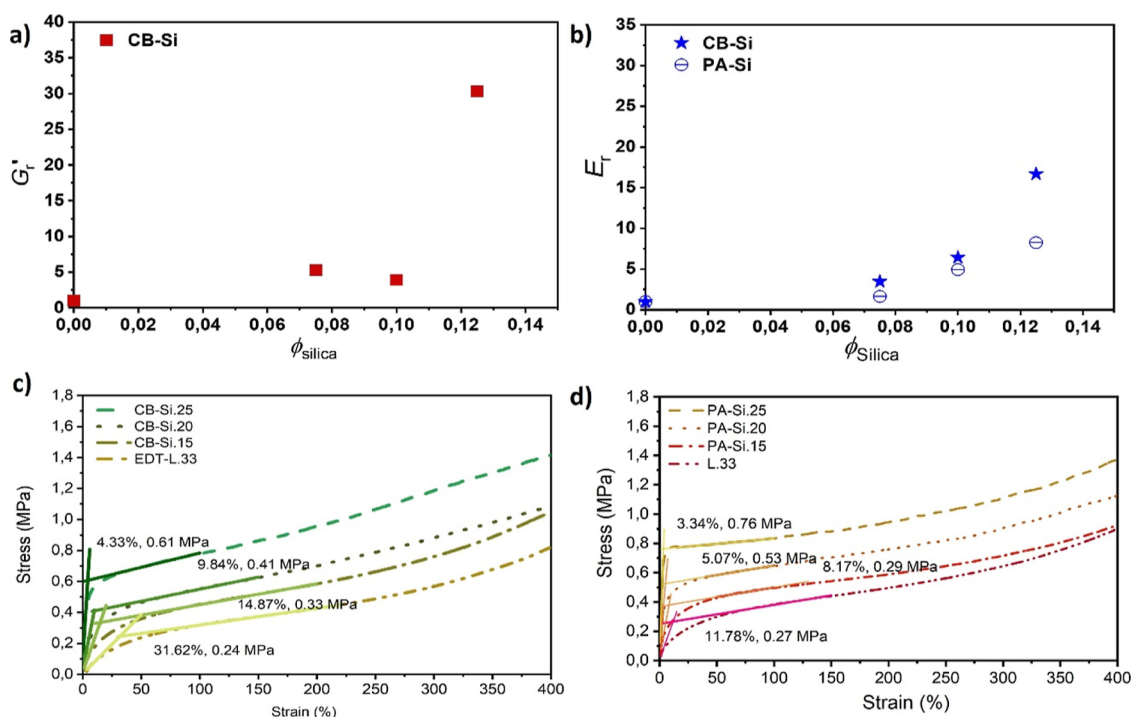 a)
CB-Si
40
35
30
25
20
15
10
5
0
G'r
0,00 0,02 0,04 0,06 0,08 0,10 0,12 0,14
ϕsilica
b)
CB-Si
PA-Si
35
30
25
20
15
10
5
0
Er
0,00 0,02 0,04 0,06 0,08 0,10 0,12 0,14
ϕSilica
c)
CB-Si.25
CB-Si.20
CB-Si.15
EDT-L.33
1,8
1,6
1,4
1,2
1,0
0,8
0,6
0,4
0,2
0,0
Stress (MPa)
4.33%, 0.61 MPa
9.84%, 0.41 MPa
14.87%, 0.33 MPa
31.62%, 0.24 MPa
0 50 100 150 200 250 300 350 400
Strain (%)
d)
PA-Si.25
PA-Si.20
PA-Si.15
L.33
1,8
1,6
1,4
1,2
1,0
0,8
0,6
0,4
0,2
0,0
Stress (MPa)
3.34%, 0.76 MPa
5.07%, 0.53 MPa
8.17%, 0.29 MPa
11.78%, 0.27 MPa
0 50 100 150 200 250 300 350 400
Strain (%)